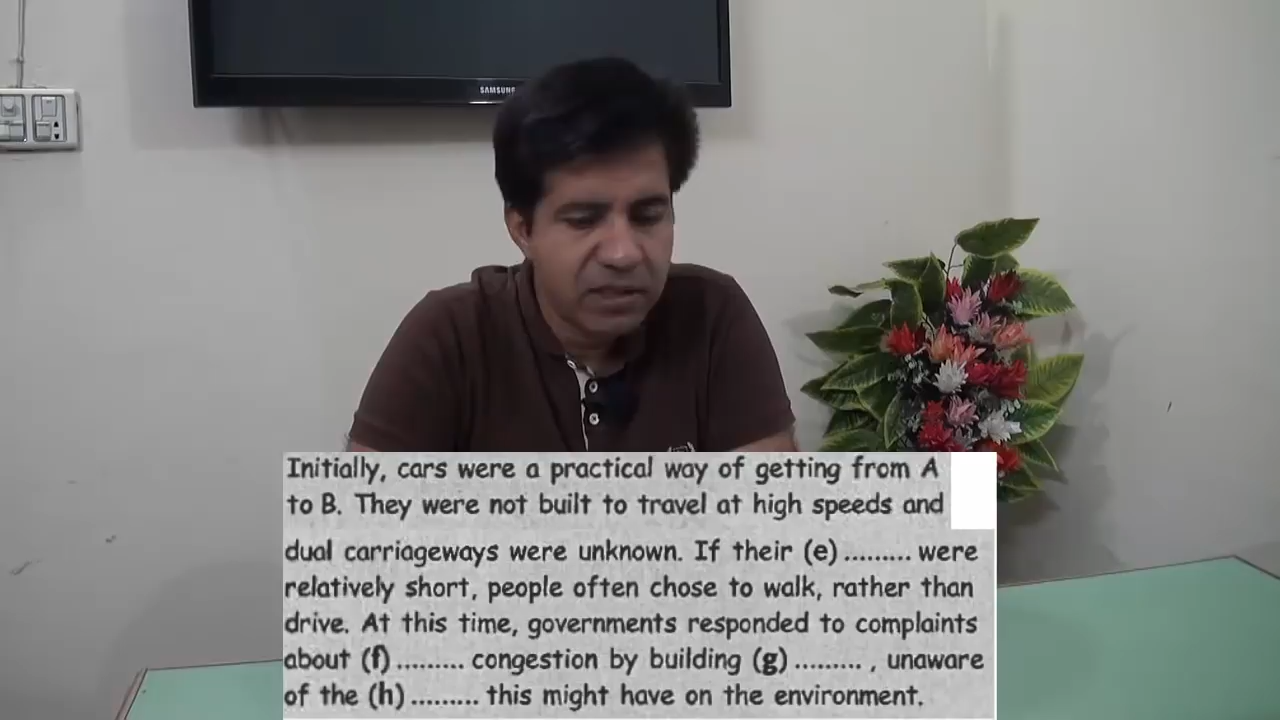 SAMSUNG
Initially, cars were a practical way of getting from A
to B. They were not built to travel at high speeds and
dual carriageways were unknown. If their (e) ......... were
relatively short, people often chose to walk, rather than
drive. At this time, governments responded to complaints
about (f) ......... congestion by building (g) ......... , unaware
of the (h) ......... this might have on the environment.